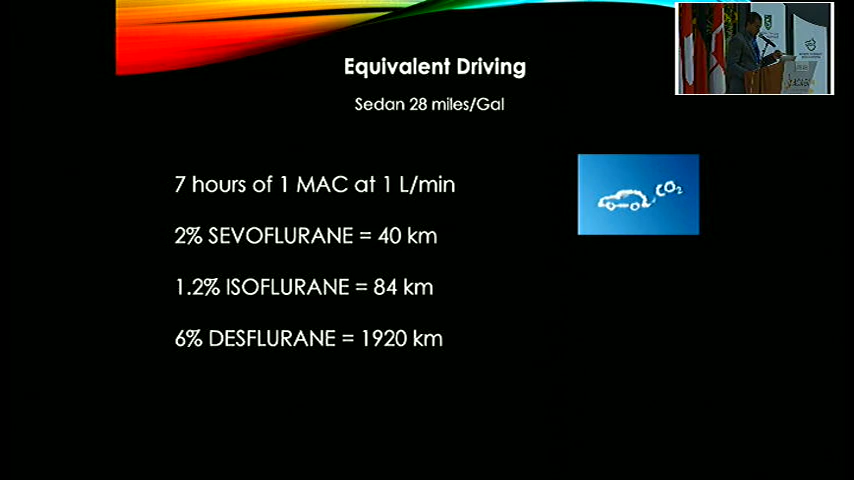 Equivalent Driving
Sedan 28 miles/Gal
7 hours of 1 MAC at 1 L/min
CO2
2% SEVOFLURANE = 40 km
1.2% ISOFLURANE = 84 km
6% DESFLURANE = 1920 km